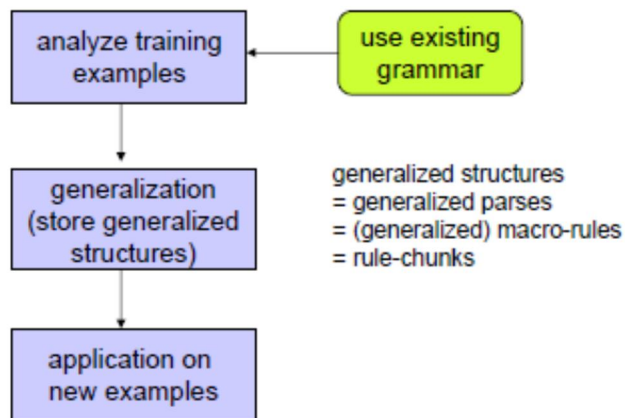 analyze training
examples
use existing
grammar
generalization
(store generalized
structures)
generalized structures
= generalized parses
= (generalized) macro-rules
= rule-chunks
application on
new examples